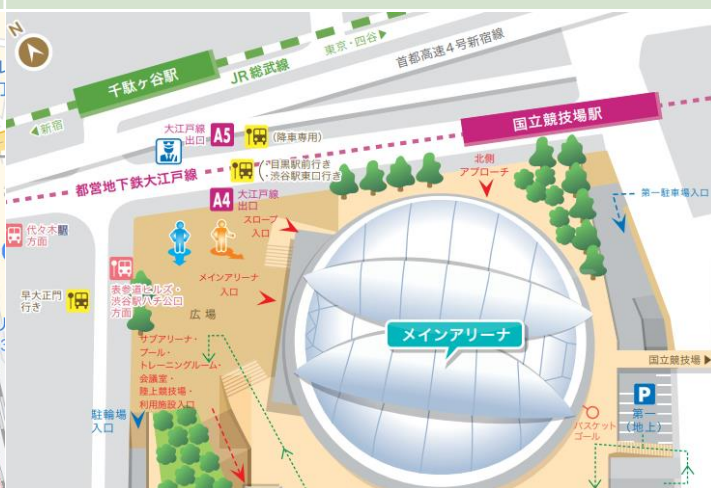 N
千駄ヶ谷駅
JR総武線
東京・四谷▶
首都高速4号新宿線
◀新宿
大江戸線
出口
A5
(降車専用)
国立競技場駅
・目黒駅前行き
・渋谷駅東口行き
都営地下鉄大江戸線
A4
大江戸線
出口
スロープ
入口
北側
アプローチ
第一駐車場入口
代々木駅
方面
メインアリーナ
入口
表参道ヒルズ・
渋谷駅ハチ公口
方面
早大正門
行き
広場
メインアリーナ
サブアリーナ・
プール・
トレーニングルーム・
会議室・
陸上競技場・
利用施設入口
国立競技場▶
P
第一
(地上)
駐輪場
入口
バスケット
ゴール